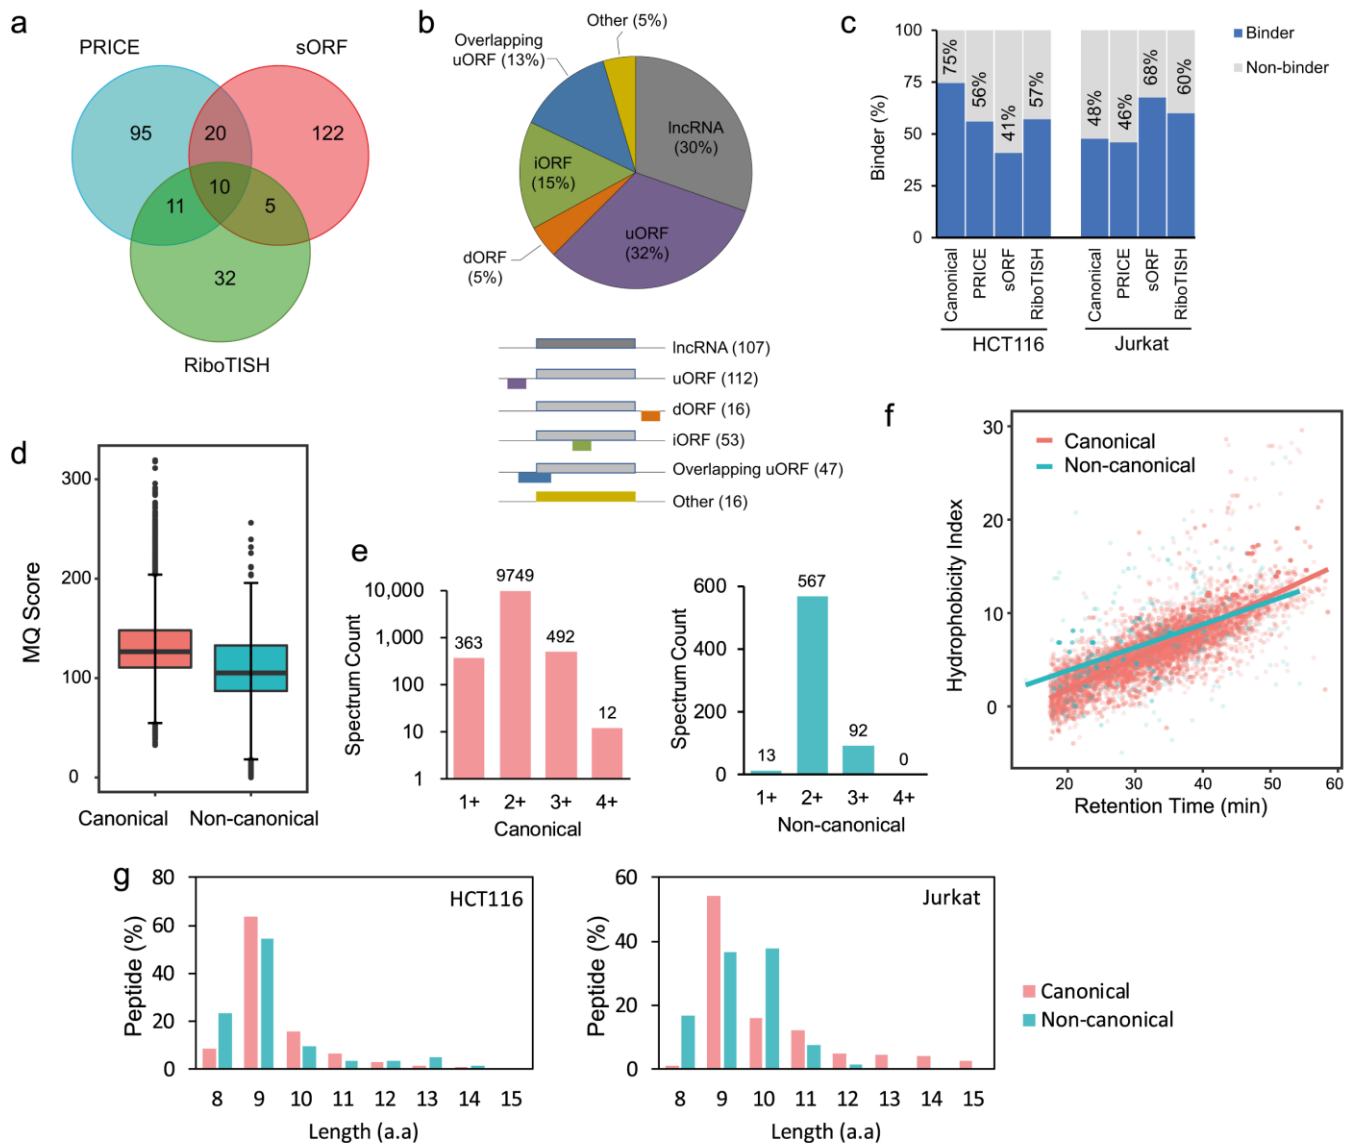 a
PRICE
sORF
95
20
122
10
11
5
32
RiboTISH
b
Other (5%)
Overlapping
uORF (13%)
lncRNA
(30%)
iORF
(15%)
uORF
(32%)
dORF
(5%)
lncRNA (107)
uORF (112)
dORF (16)
iORF (53)
Overlapping uORF (47)
Other (16)
c
Binder
Non-binder
Binder (%)
100
75
50
25
0
75%
56%
41%
57%
48%
46%
68%
60%
Canonical
PRICE
sORF
RiboTISH
Canonical
PRICE
sORF
RiboTISH
HCT116
Jurkat
d
MQ Score
300
200
100
0
Canonical
Non-canonical
e
Spectrum Count
10,000
1,000
100
10
1
363
9749
492
12
1+
2+
3+
4+
Canonical
Spectrum Count
600
400
200
0
13
567
92
0
1+
2+
3+
4+
Non-canonical
f
Canonical
Non-canonical
Hydrophobicity Index
30
20
10
0
20
30
40
50
60
Retention Time (min)
g
HCT116
Peptide (%)
80
60
40
20
0
8
9
10
11
12
13
14
15
Length (a.a)
Jurkat
Peptide (%)
60
40
20
0
8
9
10
11
12
13
14
15
Length (a.a)
Canonical
Non-canonical